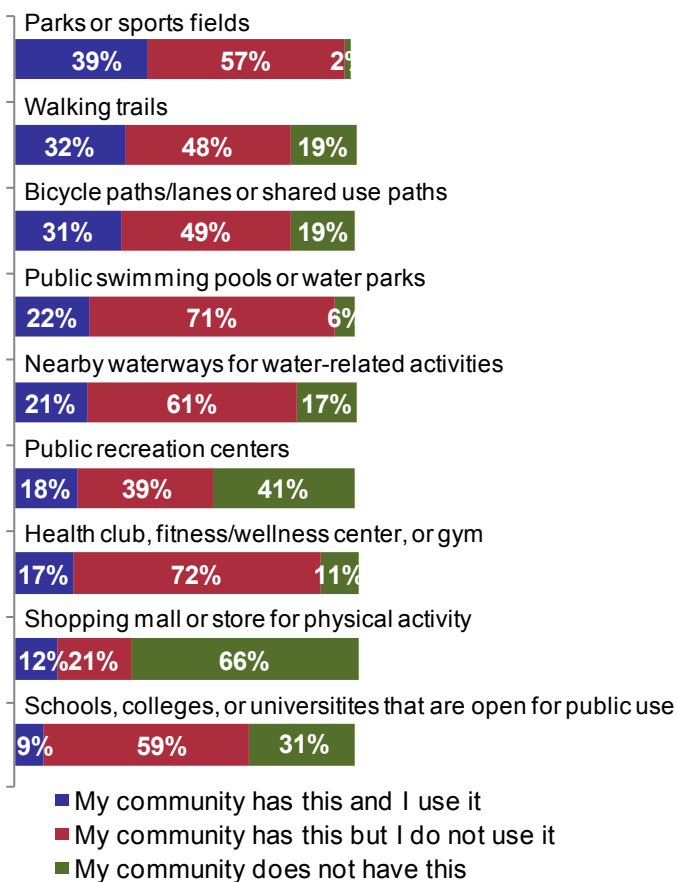 Parks or sports fields
39% 57% 2%
Walking trails
32% 48% 19%
Bicycle paths/lanes or shared use paths
31% 49% 19%
Public swimming pools or water parks
22% 71% 6%
Nearby waterways for water-related activities
21% 61% 17%
Public recreation centers
18% 39% 41%
Health club, fitness/wellness center, or gym
17% 72% 11%
Shopping mall or store for physical activity
12% 21% 66%
Schools, colleges, or universitites that are open for public use
9% 59% 31%
My community has this and I use it
My community has this but I do not use it
My community does not have this